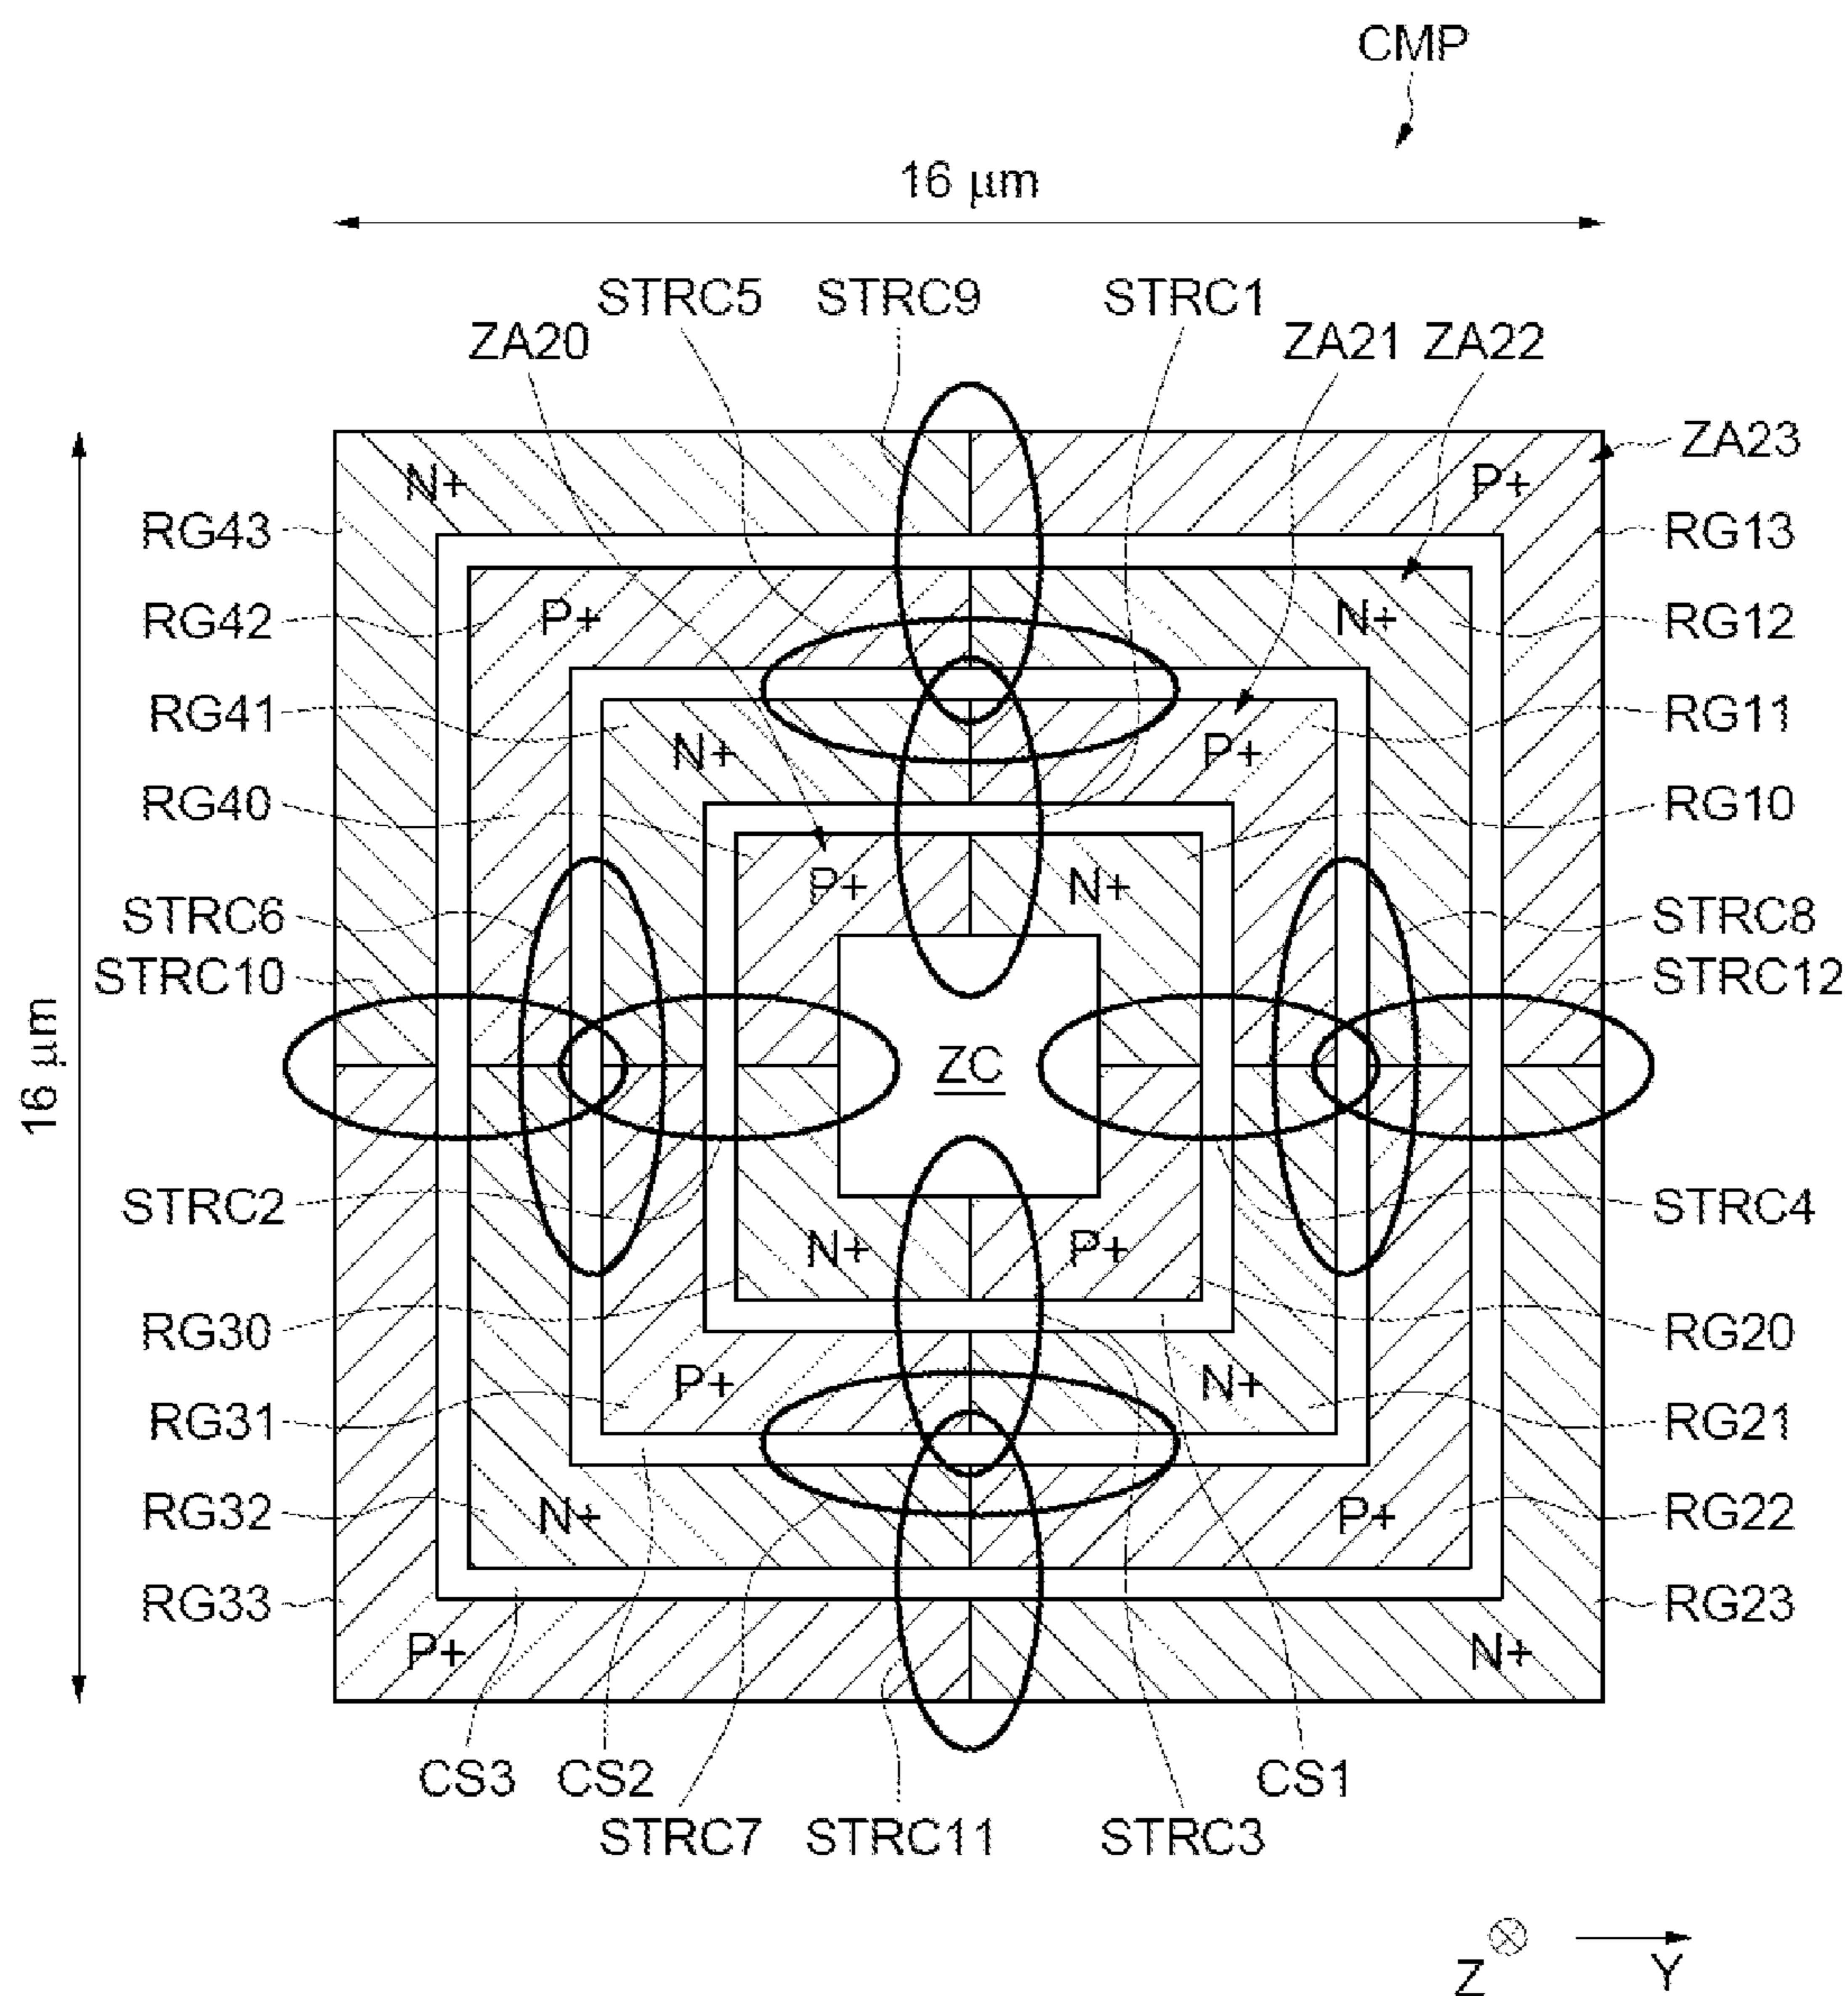 CMP
16 µm
STRC5 STRC9 STRC1
ZA20 ZA21 ZA22
ZA23
N+ P+
RG43 RG13
P+ N+
RG42 RG12
RG41 RG11
N+ P+
RG40 RG10
P+ N+
STRC6 STRC8
STRC10 STRC12
16 µm
ZC
STRC2 STRC4
N+ P+
RG30 RG20
P+ N+
RG31 RG21
RG32 N+ P+ RG22
RG33 RG23
P+ N+
CS3 CS2 CS1
STRC7 STRC11 STRC3
Z Y